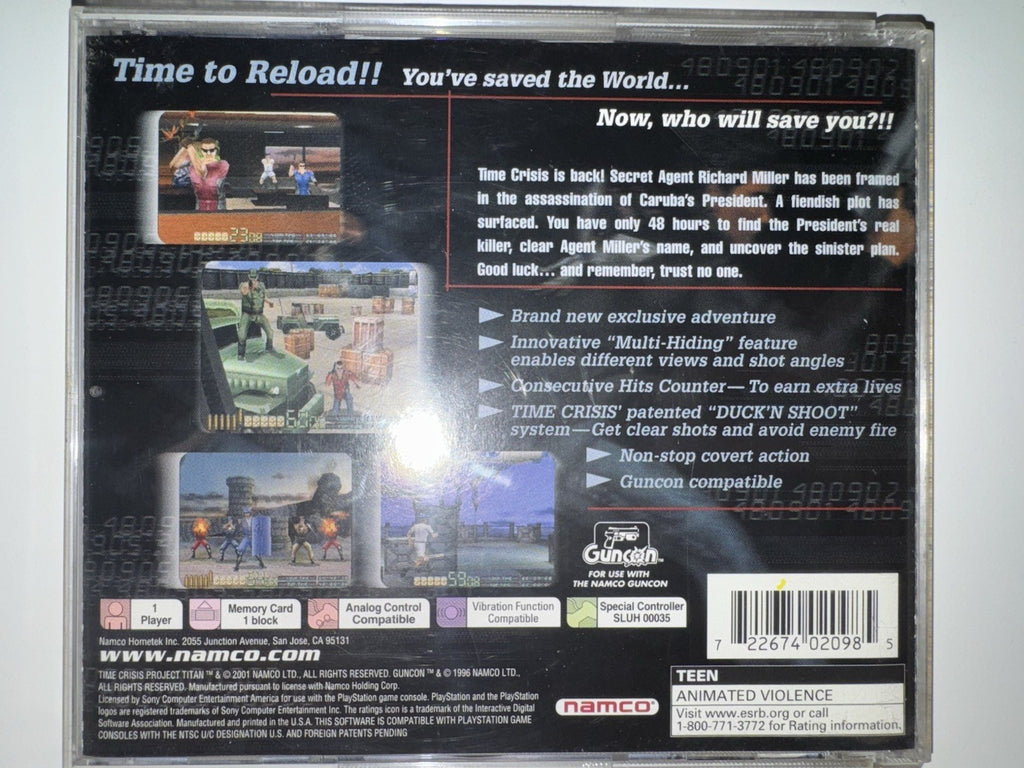 Time to Reload!! You've saved the World...
Now, who will save you?!!
Time Crisis is back! Secret Agent Richard Miller has been framed
in the assassination of Caruba's President. A fiendish plot has
surfaced. You have only 48 hours to find the President's real
killer, clear Agent Miller's name, and uncover the sinister plan.
Good luck... and remember, trust no one.
Brand new exclusive adventure
Innovative "Multi-Hiding" feature
enables different views and shot angles
Consecutive Hits Counter—To earn extra lives
TIME CRISIS' patented "DUCK'N SHOOT"
system—Get clear shots and avoid enemy fire
Non-stop covert action
Guncon compatible
Guncon™
FOR USE WITH
THE NAMCO GUNCON
1
Player
Memory Card
1 block
Analog Control
Compatible
Vibration Function
Compatible
Special Controller
SLUH 00035
7 22674 02098 5
Namco Hometek Inc. 2055 Junction Avenue, San Jose, CA 95131
www.namco.com
TIME CRISIS PROJECT TITAN ™ & © 2001 NAMCO LTD., ALL RIGHTS RESERVED. GUNCON ™ & © 1996 NAMCO LTD.,
ALL RIGHTS RESERVED. Manufactured pursuant to license with Namco Holding Corp.
Licensed by Sony Computer Entertainment America for use with the PlayStation game console. PlayStation and the PlayStation
logos are registered trademarks of Sony Computer Entertainment Inc. The ratings icon is a trademark of the Interactive Digital
Software Association. Manufactured and printed in the U.S.A. THIS SOFTWARE IS COMPATIBLE WITH PLAYSTATION GAME
CONSOLES WITH THE NTSC U/C DESIGNATION U.S. AND FOREIGN PATENTS PENDING
namco
TEEN
ANIMATED VIOLENCE
Visit www.esrb.org or call
1-800-771-3772 for Rating information.